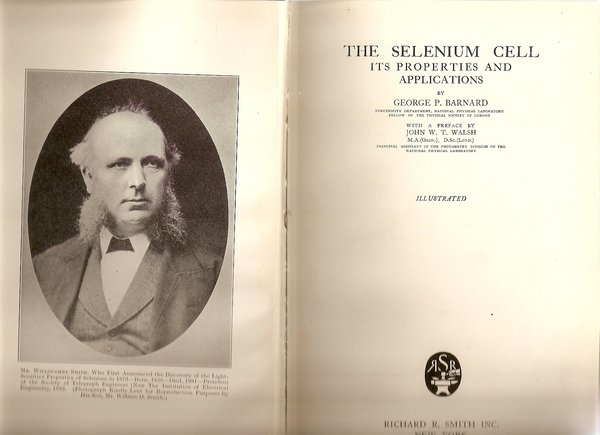 Mr. Willoughby Smith, Who First Announced the Discovery of the Light-
Sensitive Properties of Selenium in 1873—Born, 1828—Died, 1891—President
of the Society of Telegraph Engineers (Now The Institution of Electrical
Engineers), 1883. (Photograph Kindly Lent for Reproduction Purposes by
His Son, Mr. William O. Smith.)
THE SELENIUM CELL
ITS PROPERTIES AND
APPLICATIONS
BY
GEORGE P. BARNARD
ELECTRICITY DEPARTMENT, NATIONAL PHYSICAL LABORATORY
FELLOW OF THE PHYSICAL SOCIETY OF LONDON
WITH A PREFACE BY
JOHN W. T. WALSH
M.A.(Oxon.), D.Sc.(Lond.)
PRINCIPAL ASSISTANT IN THE PHOTOMETRY DIVISION OF THE
NATIONAL PHYSICAL LABORATORY
ILLUSTRATED
RSR
RICHARD R. SMITH INC.
NEW YORK